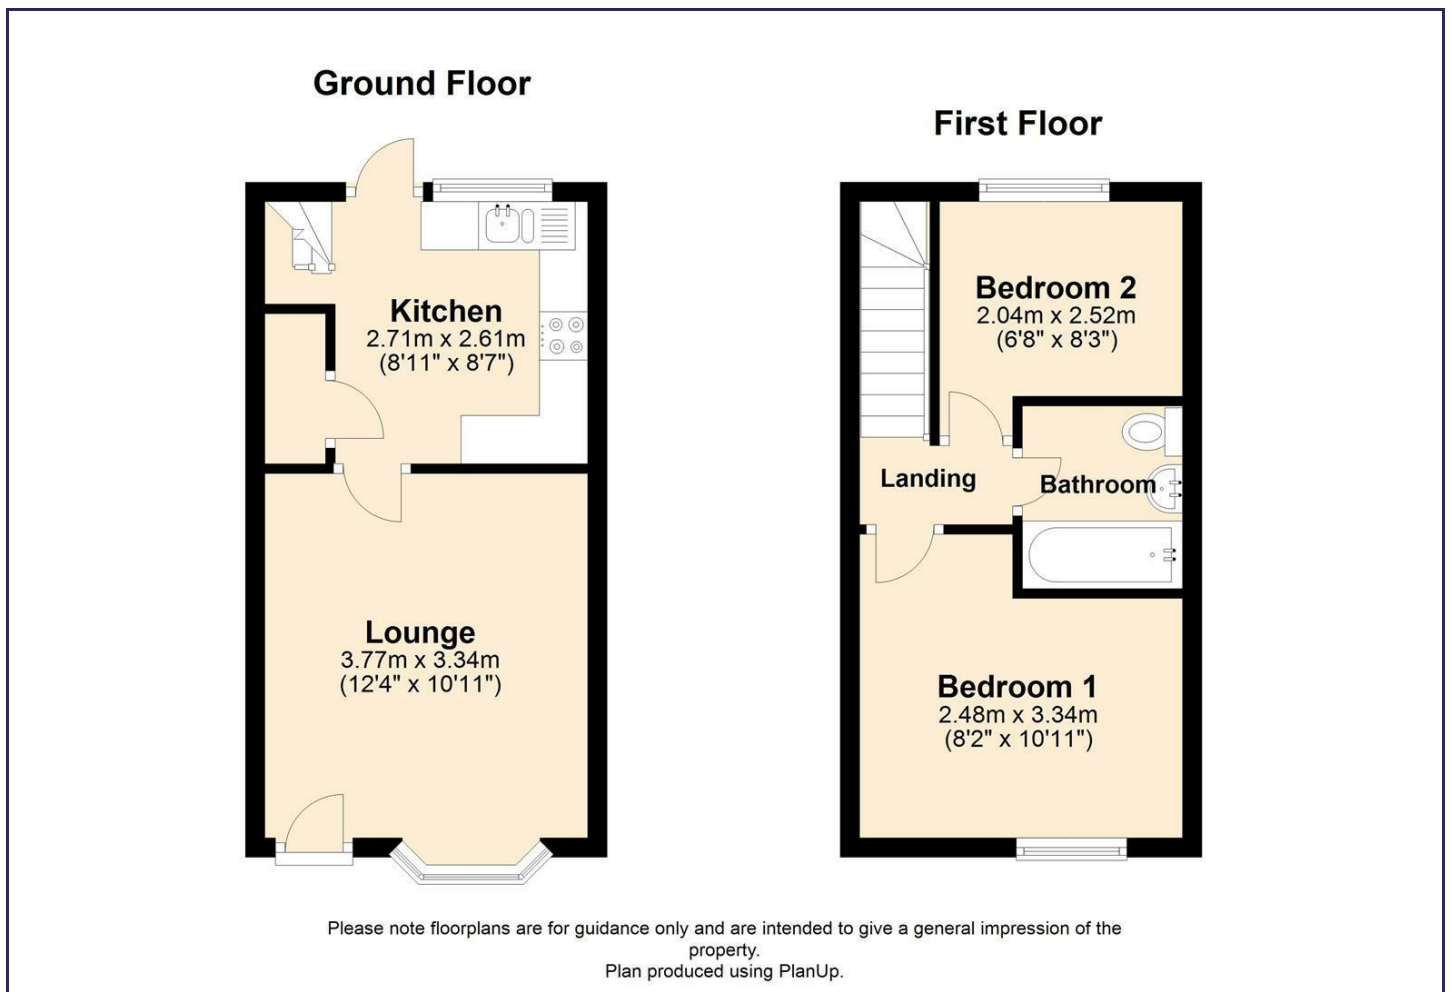 Ground Floor
First Floor
Kitchen
2.71m x 2.61m
(8'11" x 8'7")
Lounge
3.77m x 3.34m
(12'4" x 10'11")
Bedroom 2
2.04m x 2.52m
(6'8" x 8'3")
Landing
Bathroom
Bedroom 1
2.48m x 3.34m
(8'2" x 10'11")
Please note floorplans are for guidance only and are intended to give a general impression of the
property.
Plan produced using PlanUp.